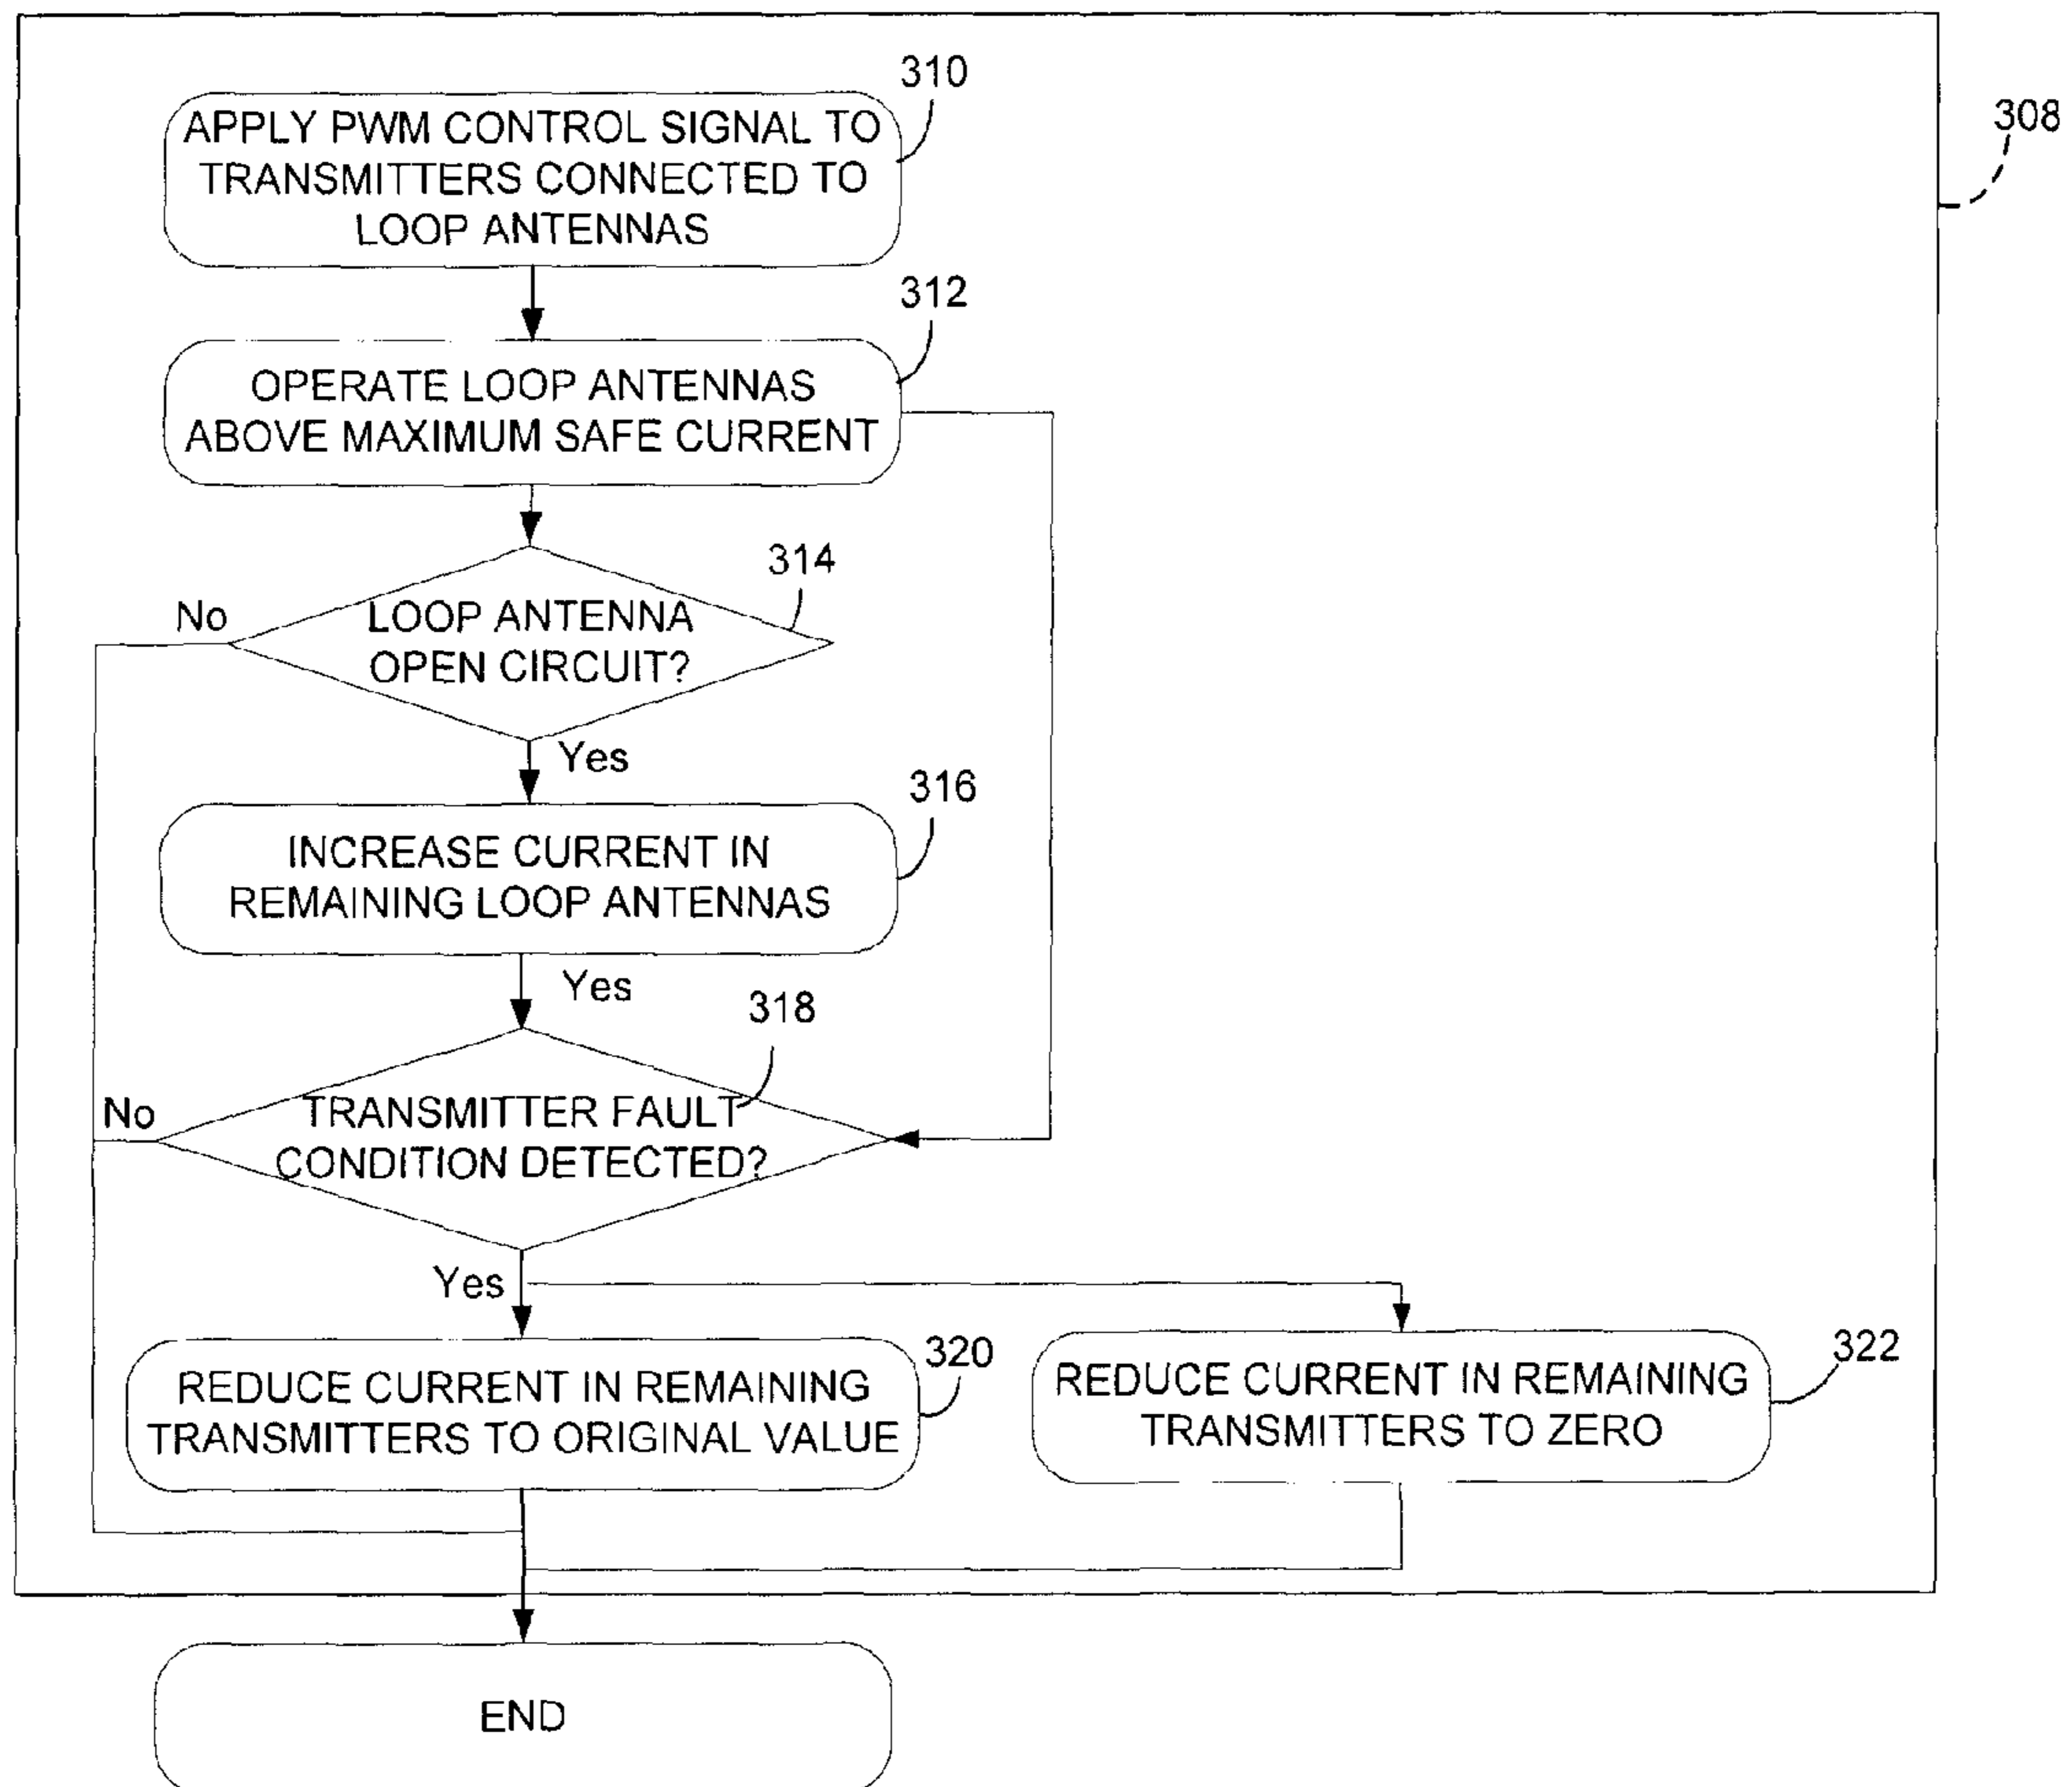 310
APPLY PWM CONTROL SIGNAL TO
TRANSMITTERS CONNECTED TO
LOOP ANTENNAS
308
312
OPERATE LOOP ANTENNAS
ABOVE MAXIMUM SAFE CURRENT
314
No
LOOP ANTENNA
OPEN CIRCUIT?
Yes
316
INCREASE CURRENT IN
REMAINING LOOP ANTENNAS
Yes
318
No
TRANSMITTER FAULT
CONDITION DETECTED?
Yes
320
REDUCE CURRENT IN REMAINING
TRANSMITTERS TO ORIGINAL VALUE
322
REDUCE CURRENT IN REMAINING
TRANSMITTERS TO ZERO
END